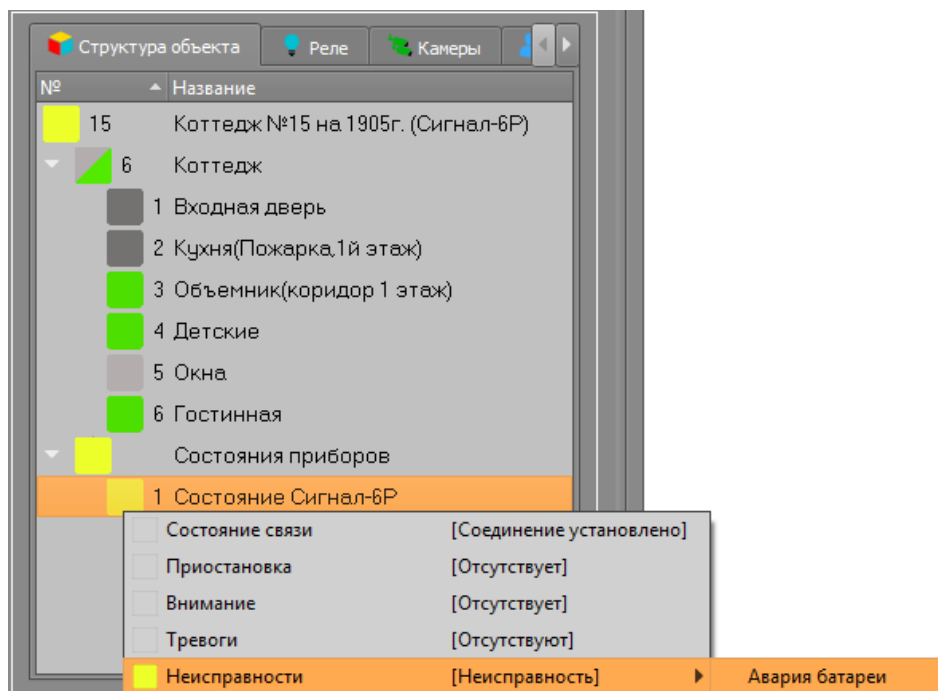 Структура объекта Реле Камеры
№ Название
15 Коттедж №15 на 1905г. (Сигнал-6Р)
6 Коттедж
1 Входная дверь
2 Кухня(Пожарка,1й этаж)
3 Объемник(коридор 1 этаж)
4 Детские
5 Окна
6 Гостинная
Состояния приборов
1 Состояние Сигнал-6Р
Состояние связи [Соединение установлено]
Приостановка [Отсутствует]
Внимание [Отсутствует]
Тревоги [Отсутствуют]
Неисправности [Неисправность] Авария батареи